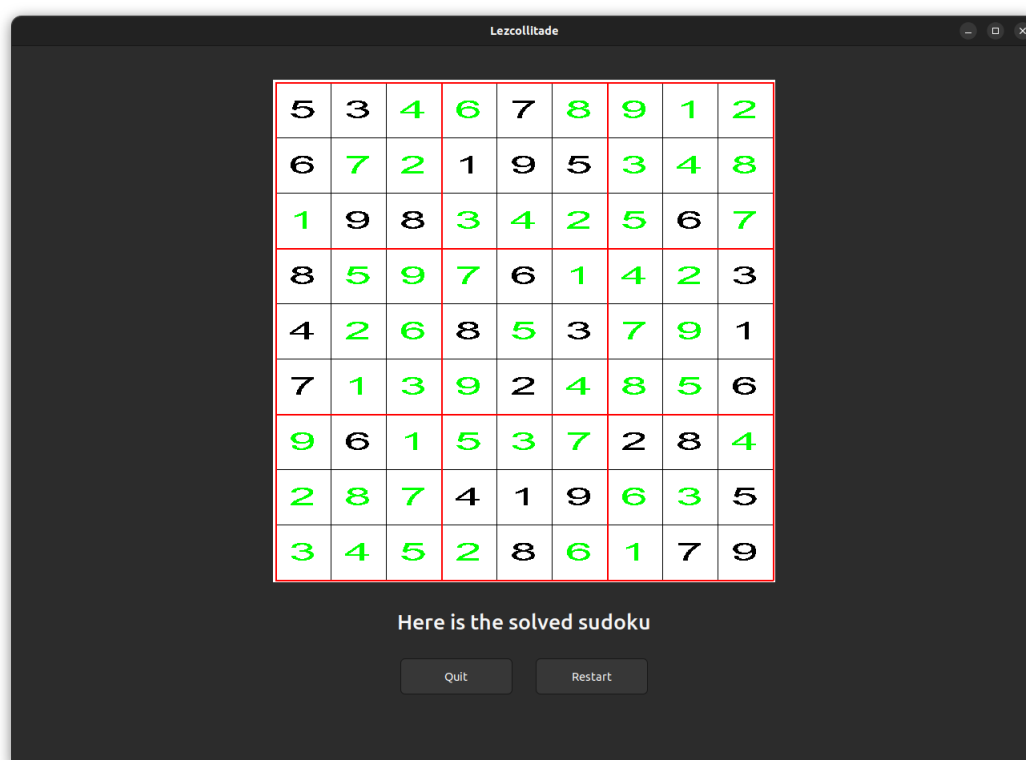 Lezcollitade
5 3 4 6 7 8 9 1 2
6 7 2 1 9 5 3 4 8
1 9 8 3 4 2 5 6 7
8 5 9 7 6 1 4 2 3
4 2 6 8 5 3 7 9 1
7 1 3 9 2 4 8 5 6
9 6 1 5 3 7 2 8 4
2 8 7 4 1 9 6 3 5
3 4 5 2 8 6 1 7 9
Here is the solved sudoku
Quit Restart